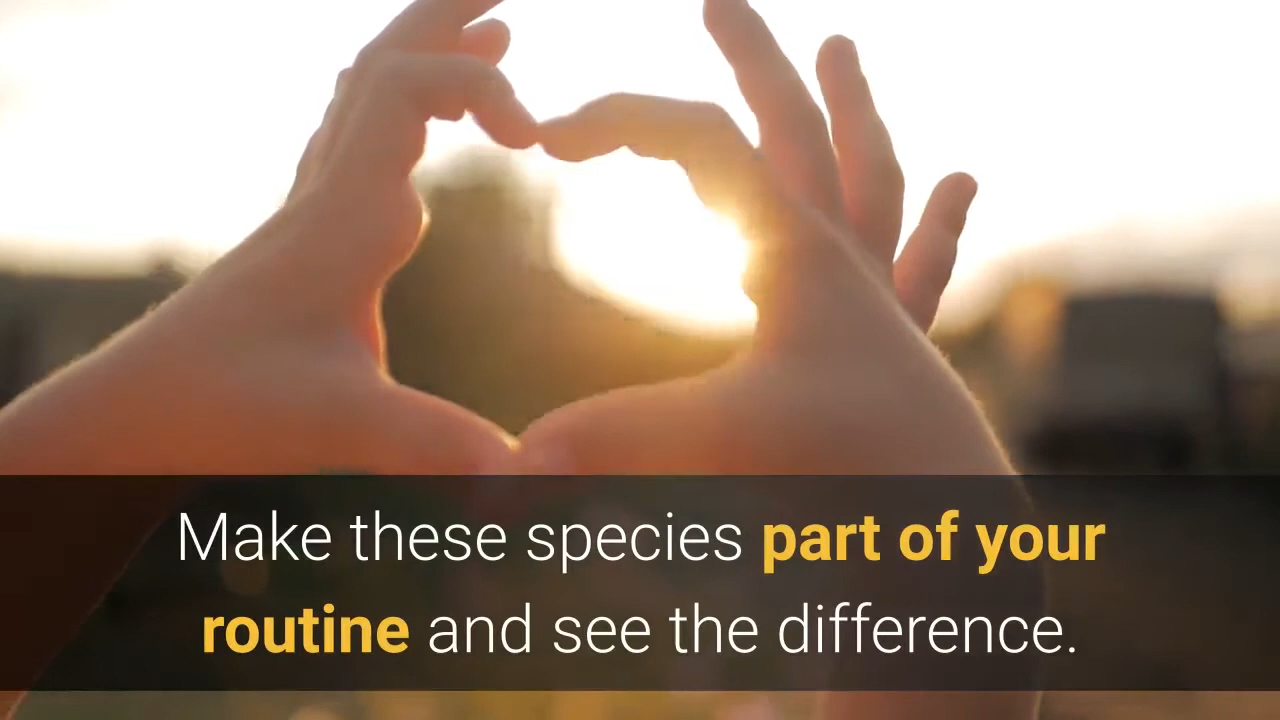 Make these species part of your
routine and see the difference.